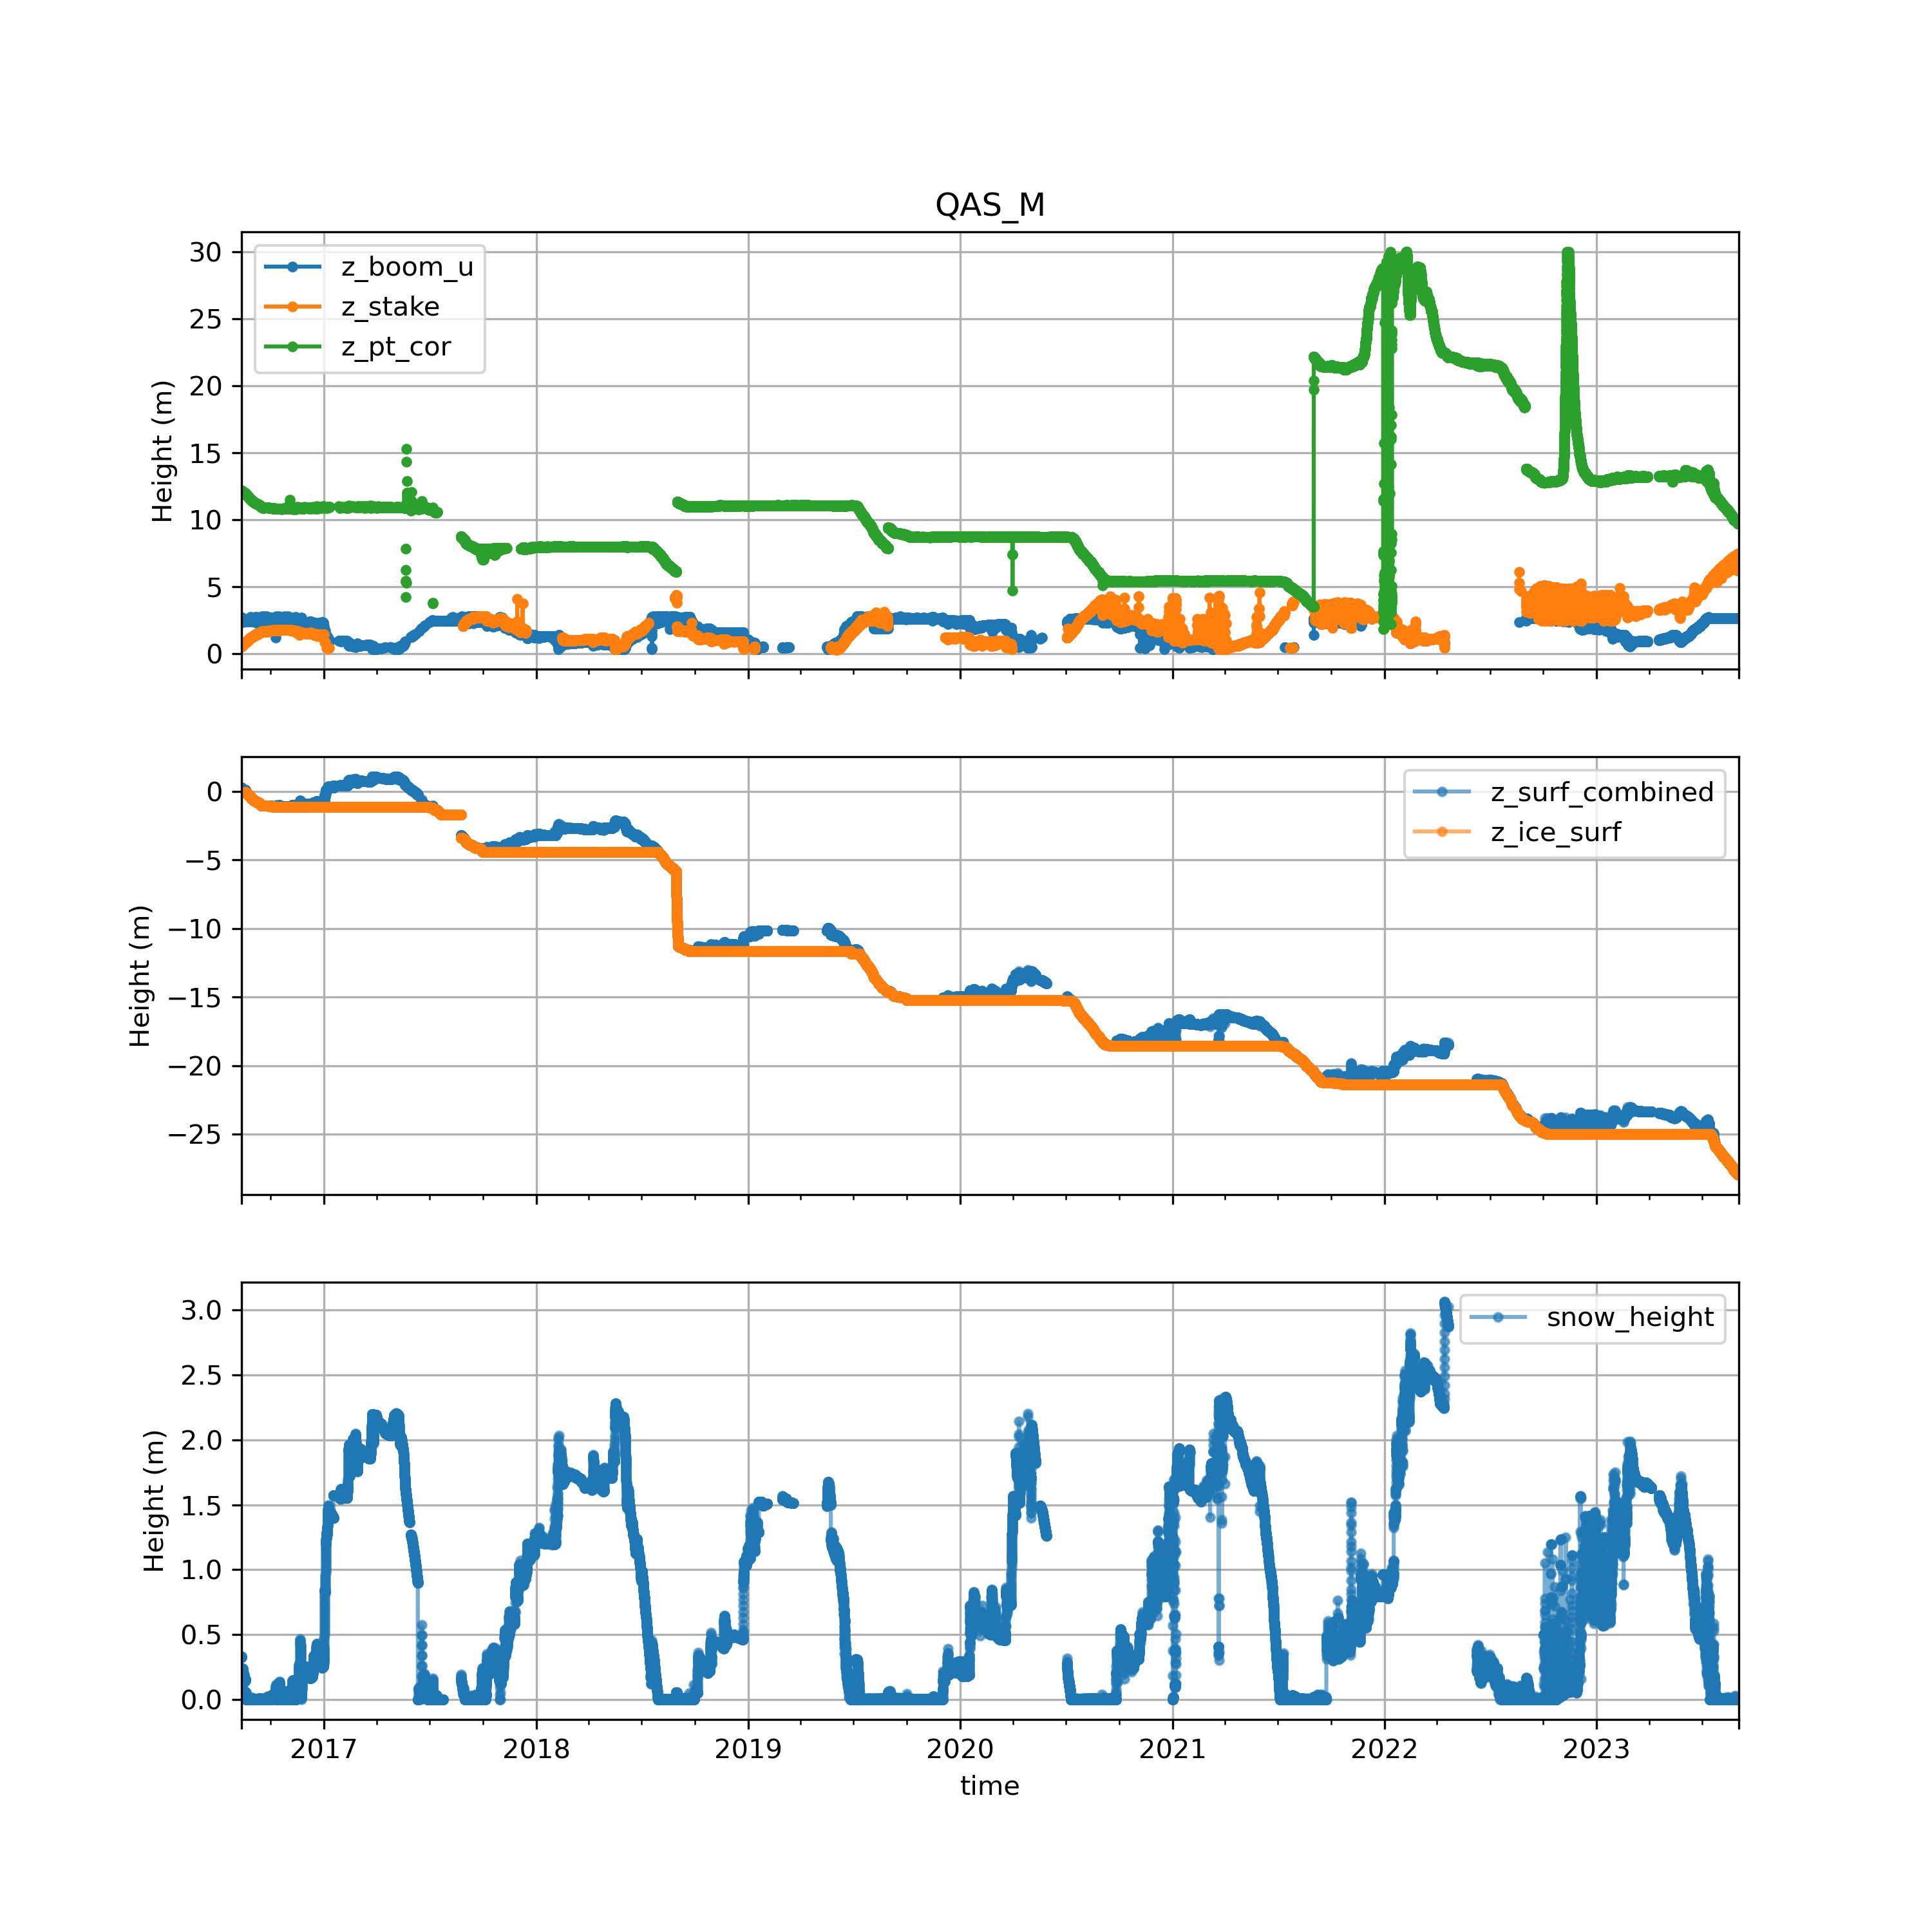 QAS_M
Height (m)
30
25
20
15
10
5
0
z_boom_u
z_stake
z_pt_cor
Height (m)
0
−5
−10
−15
−20
−25
z_surf_combined
z_ice_surf
Height (m)
3.0
2.5
2.0
1.5
1.0
0.5
0.0
snow_height
2017 2018 2019 2020 2021 2022 2023
time